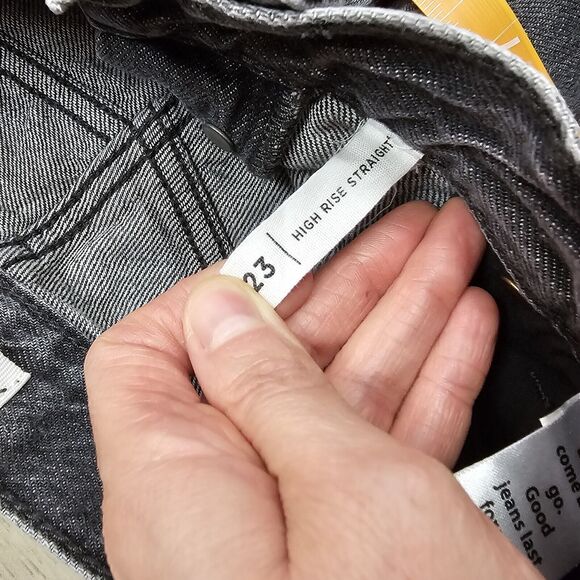 23 | HIGH RISE STRAIGHT
come
go.
Good
jeans last